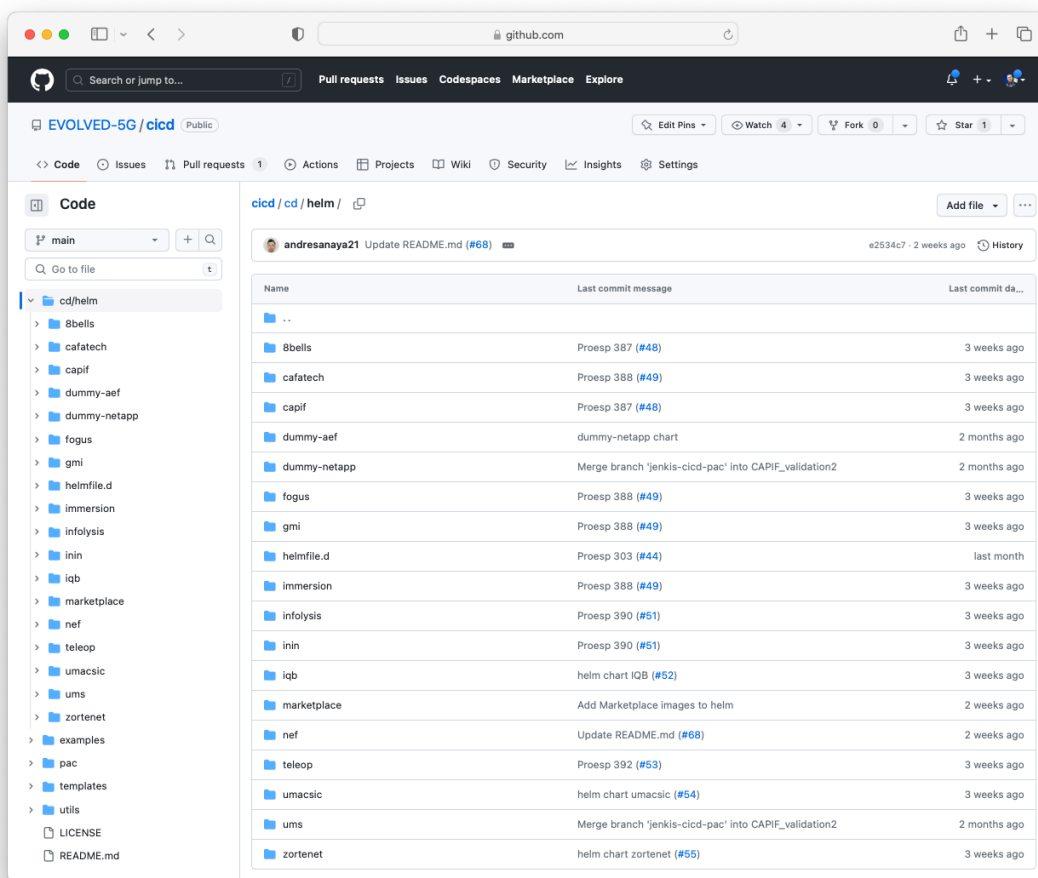 github.com
Search or jump to... /
Pull requests Issues Codespaces Marketplace Explore
EVOLVED-5G / cicd Public
Edit Pins Watch 4 Fork 0 Star 1
Code Issues Pull requests 1 Actions Projects Wiki Security Insights Settings
Code
main
Go to file t
cd/helm
8bells
cafatech
capif
dummy-aef
dummy-netapp
fogus
gmi
helmfile.d
immersion
infolysis
inin
iqb
marketplace
nef
teleop
umacsic
ums
zortenet
examples
pac
templates
utils
LICENSE
README.md
cicd / cd / helm /
Add file ...
andresanaya21 Update README.md (#68) e2534c7 · 2 weeks ago History
Name Last commit message Last commit da...
..
8bells Proesp 387 (#48) 3 weeks ago
cafatech Proesp 388 (#49) 3 weeks ago
capif Proesp 387 (#48) 3 weeks ago
dummy-aef dummy-netapp chart 2 months ago
dummy-netapp Merge branch 'jenkis-cicd-pac' into CAPIF_validation2 2 months ago
fogus Proesp 388 (#49) 3 weeks ago
gmi Proesp 388 (#49) 3 weeks ago
helmfile.d Proesp 303 (#44) last month
immersion Proesp 388 (#49) 3 weeks ago
infolysis Proesp 390 (#51) 3 weeks ago
inin Proesp 390 (#51) 3 weeks ago
iqb helm chart IQB (#52) 3 weeks ago
marketplace Add Marketplace images to helm 2 weeks ago
nef Update README.md (#68) 2 weeks ago
teleop Proesp 392 (#53) 3 weeks ago
umacsic helm chart umacsic (#54) 3 weeks ago
ums Merge branch 'jenkis-cicd-pac' into CAPIF_validation2 2 months ago
zortenet helm chart zortenet (#55) 3 weeks ago